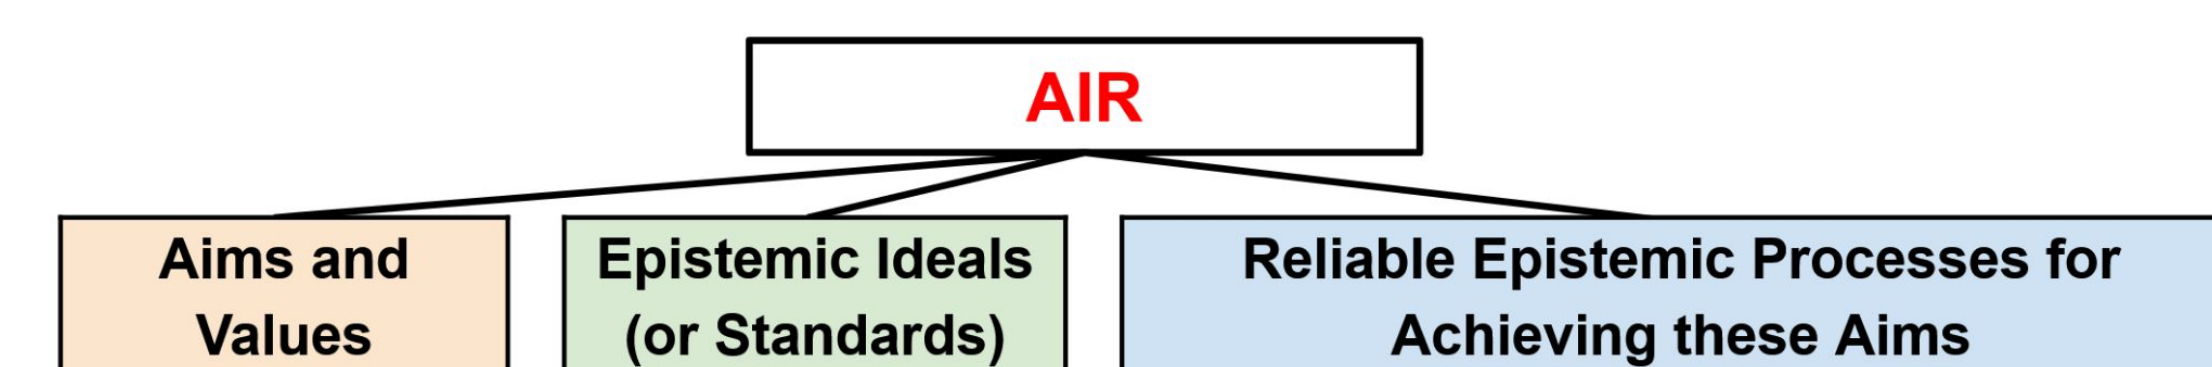 AIR
Aims and
Values
Epistemic Ideals
(or Standards)
Reliable Epistemic Processes for
Achieving these Aims